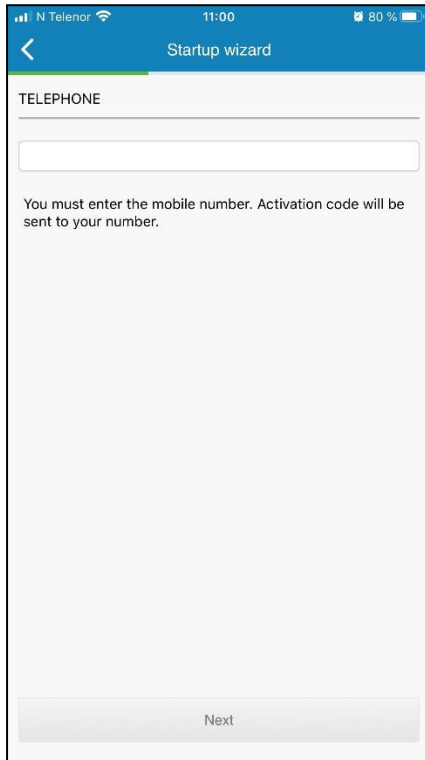 N Telenor 11:00 80 %
Startup wizard
TELEPHONE
You must enter the mobile number. Activation code will be
sent to your number.
Next